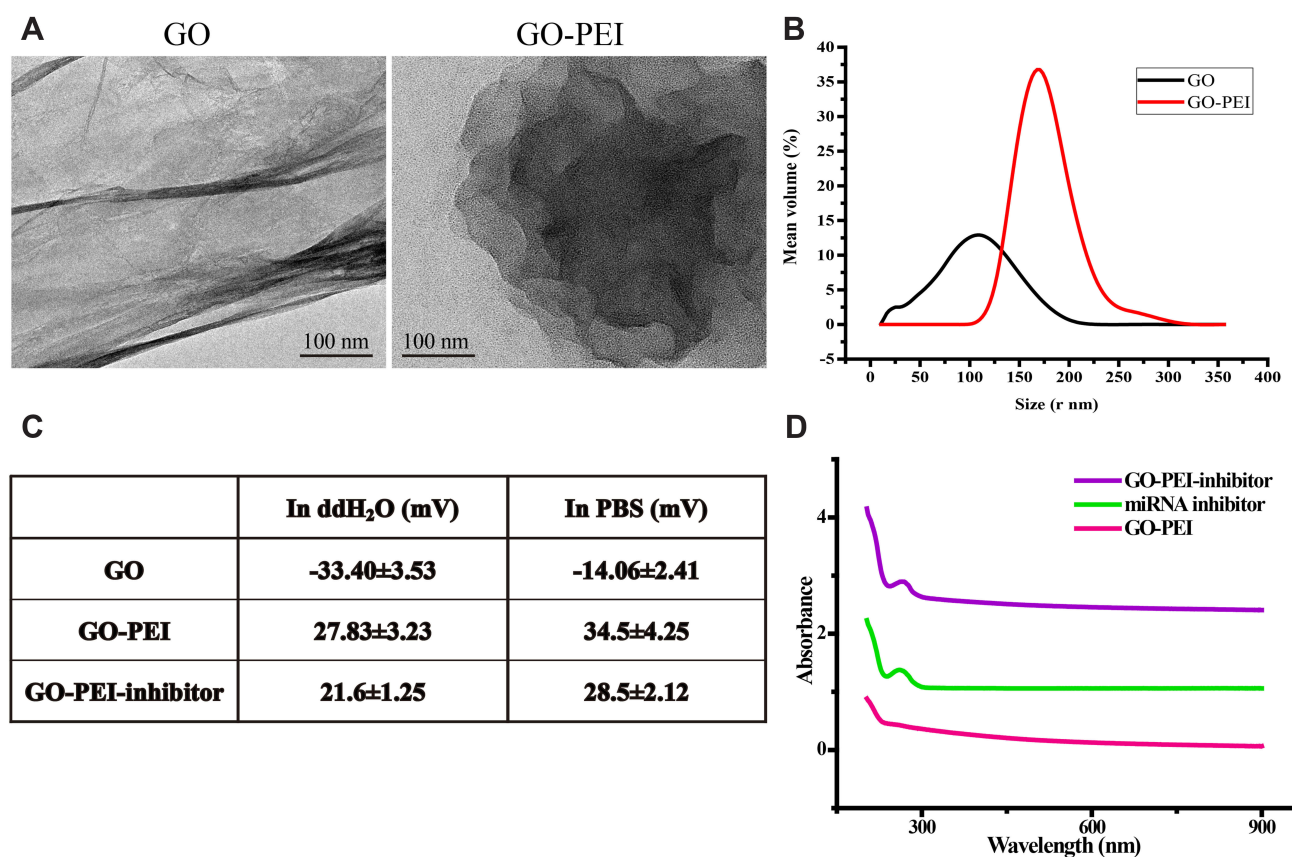 A
GO
GO-PEI
100 nm
100 nm
B
40
35
30
25
20
15
10
5
0
-5
Mean volume (%)
GO
GO-PEI
0
50
100
150
200
250
300
350
400
Size (r nm)
C
In ddH₂O (mV)
In PBS (mV)
GO
-33.40±3.53
-14.06±2.41
GO-PEI
27.83±3.23
34.5±4.25
GO-PEI-inhibitor
21.6±1.25
28.5±2.12
D
GO-PEI-inhibitor
miRNA inhibitor
GO-PEI
4
2
0
Absorbance
300
600
900
Wavelength (nm)